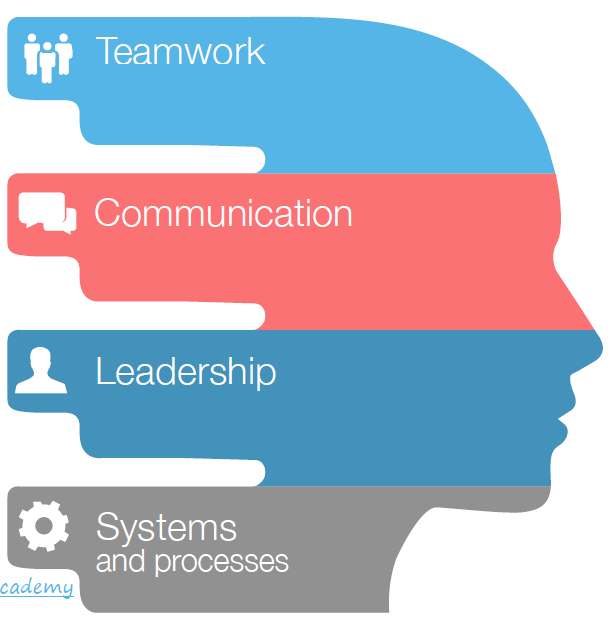 Teamwork
Communication
Leadership
Systems
and processes
cademy